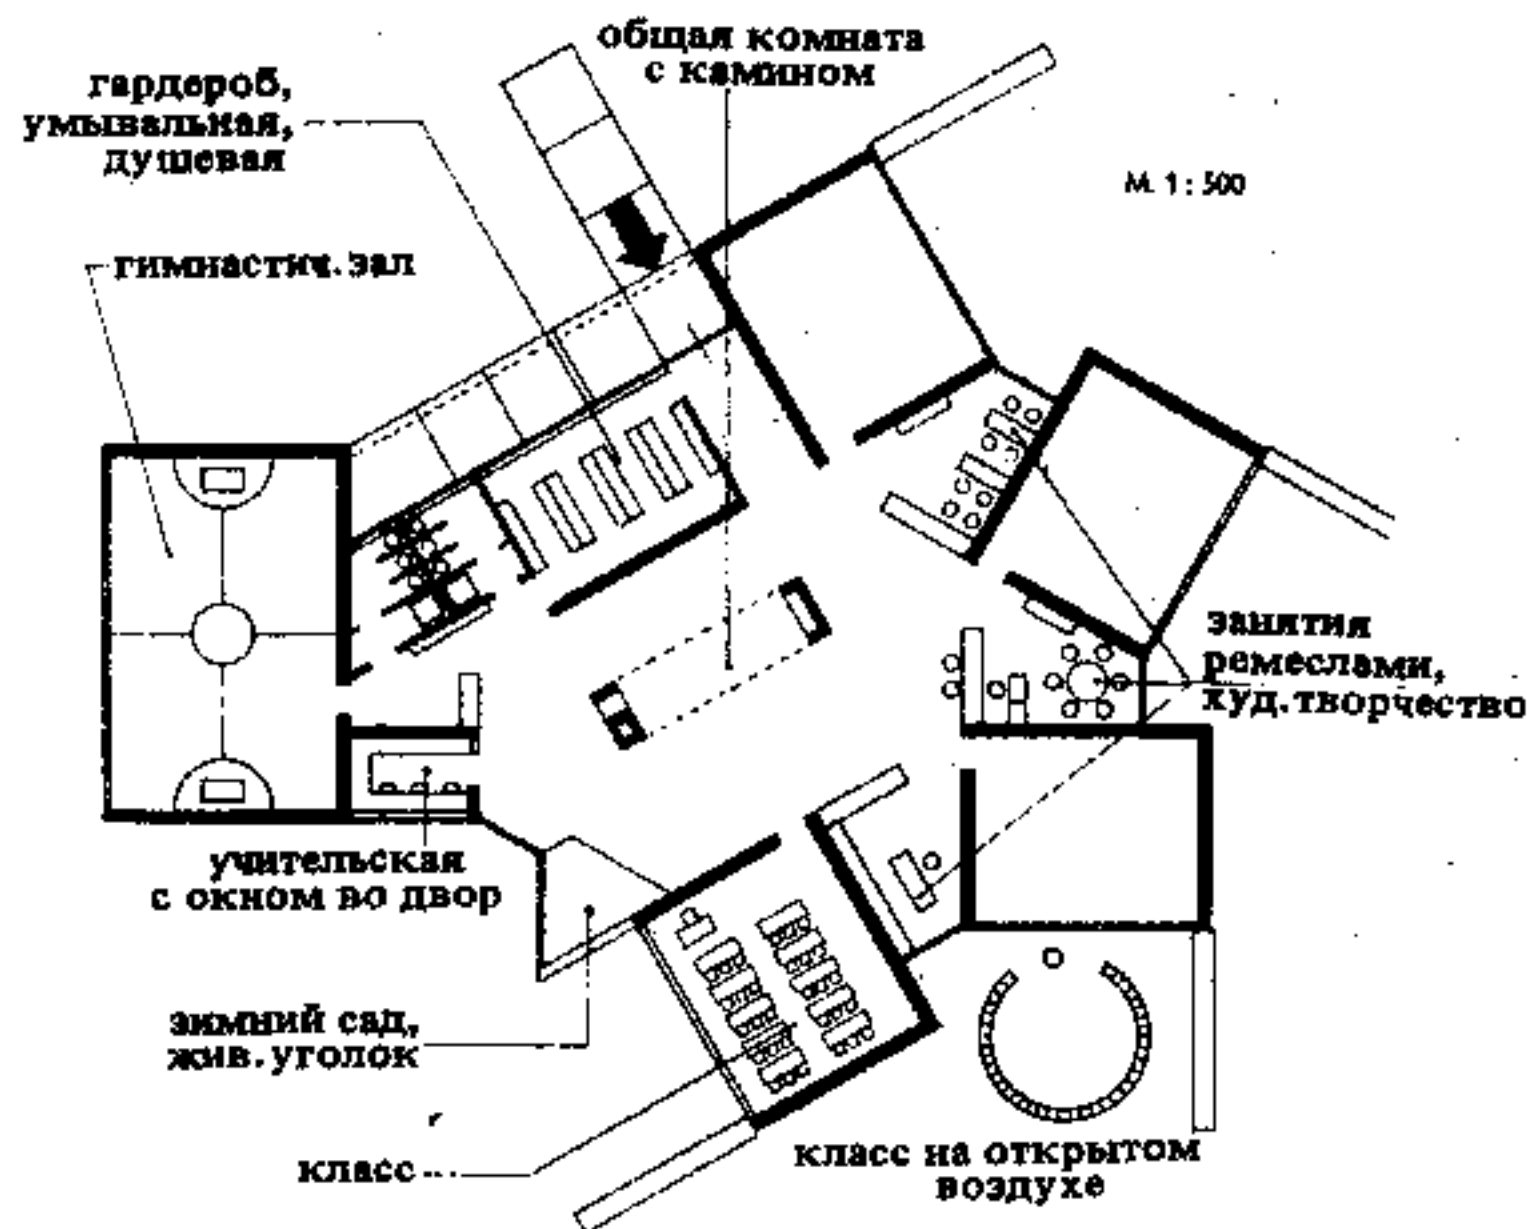 общая комната
с камином
гардероб,
умывальная,
душевая
М. 1 : 500
гимнастич. зал
занятия
ремеслами,
худ. творчество
учительская
с окном во двор
зимний сад,
жив. уголок
класс
класс на открытом
воздухе